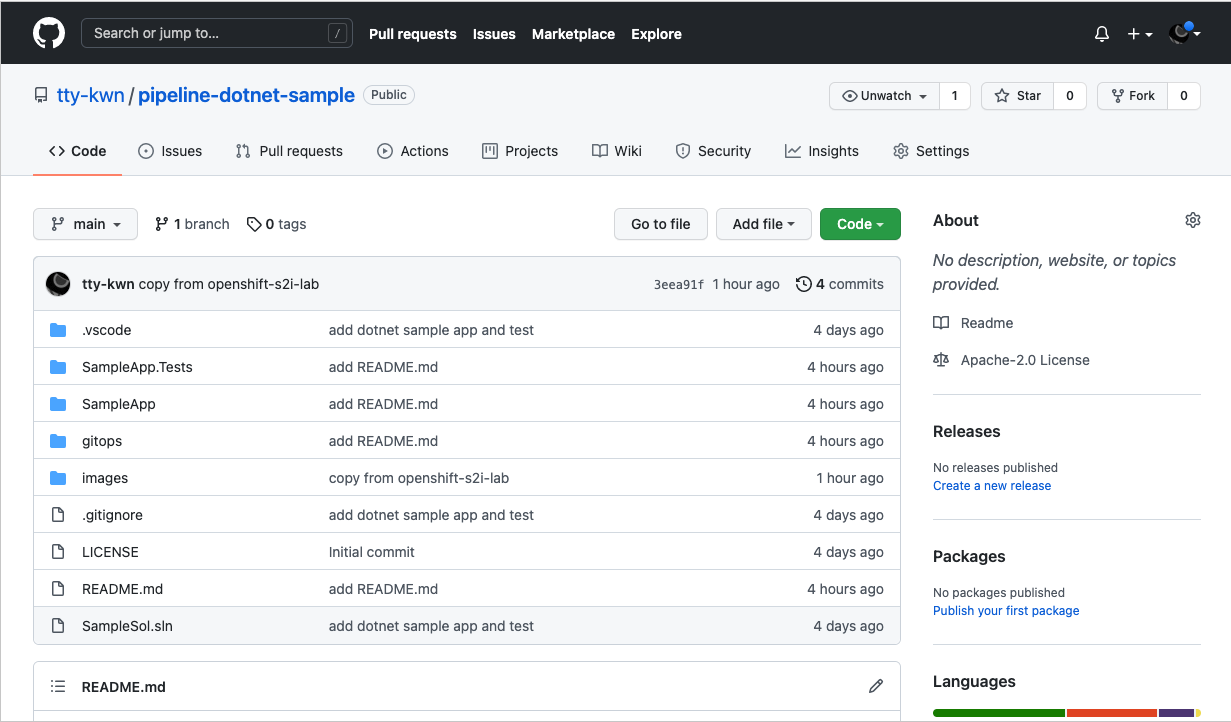 Search or jump to… / Pull requests Issues Marketplace Explore
tty-kwn / pipeline-dotnet-sample Public Unwatch 1 Star 0 Fork 0
Code Issues Pull requests Actions Projects Wiki Security Insights Settings
main 1 branch 0 tags Go to file Add file Code
tty-kwn copy from openshift-s2i-lab 3eea91f 1 hour ago 4 commits
.vscode add dotnet sample app and test 4 days ago
SampleApp.Tests add README.md 4 hours ago
SampleApp add README.md 4 hours ago
gitops add README.md 4 hours ago
images copy from openshift-s2i-lab 1 hour ago
.gitignore add dotnet sample app and test 4 days ago
LICENSE Initial commit 4 days ago
README.md add README.md 4 hours ago
SampleSol.sln add dotnet sample app and test 4 days ago
README.md
About
No description, website, or topics
provided.
Readme
Apache-2.0 License
Releases
No releases published
Create a new release
Packages
No packages published
Publish your first package
Languages